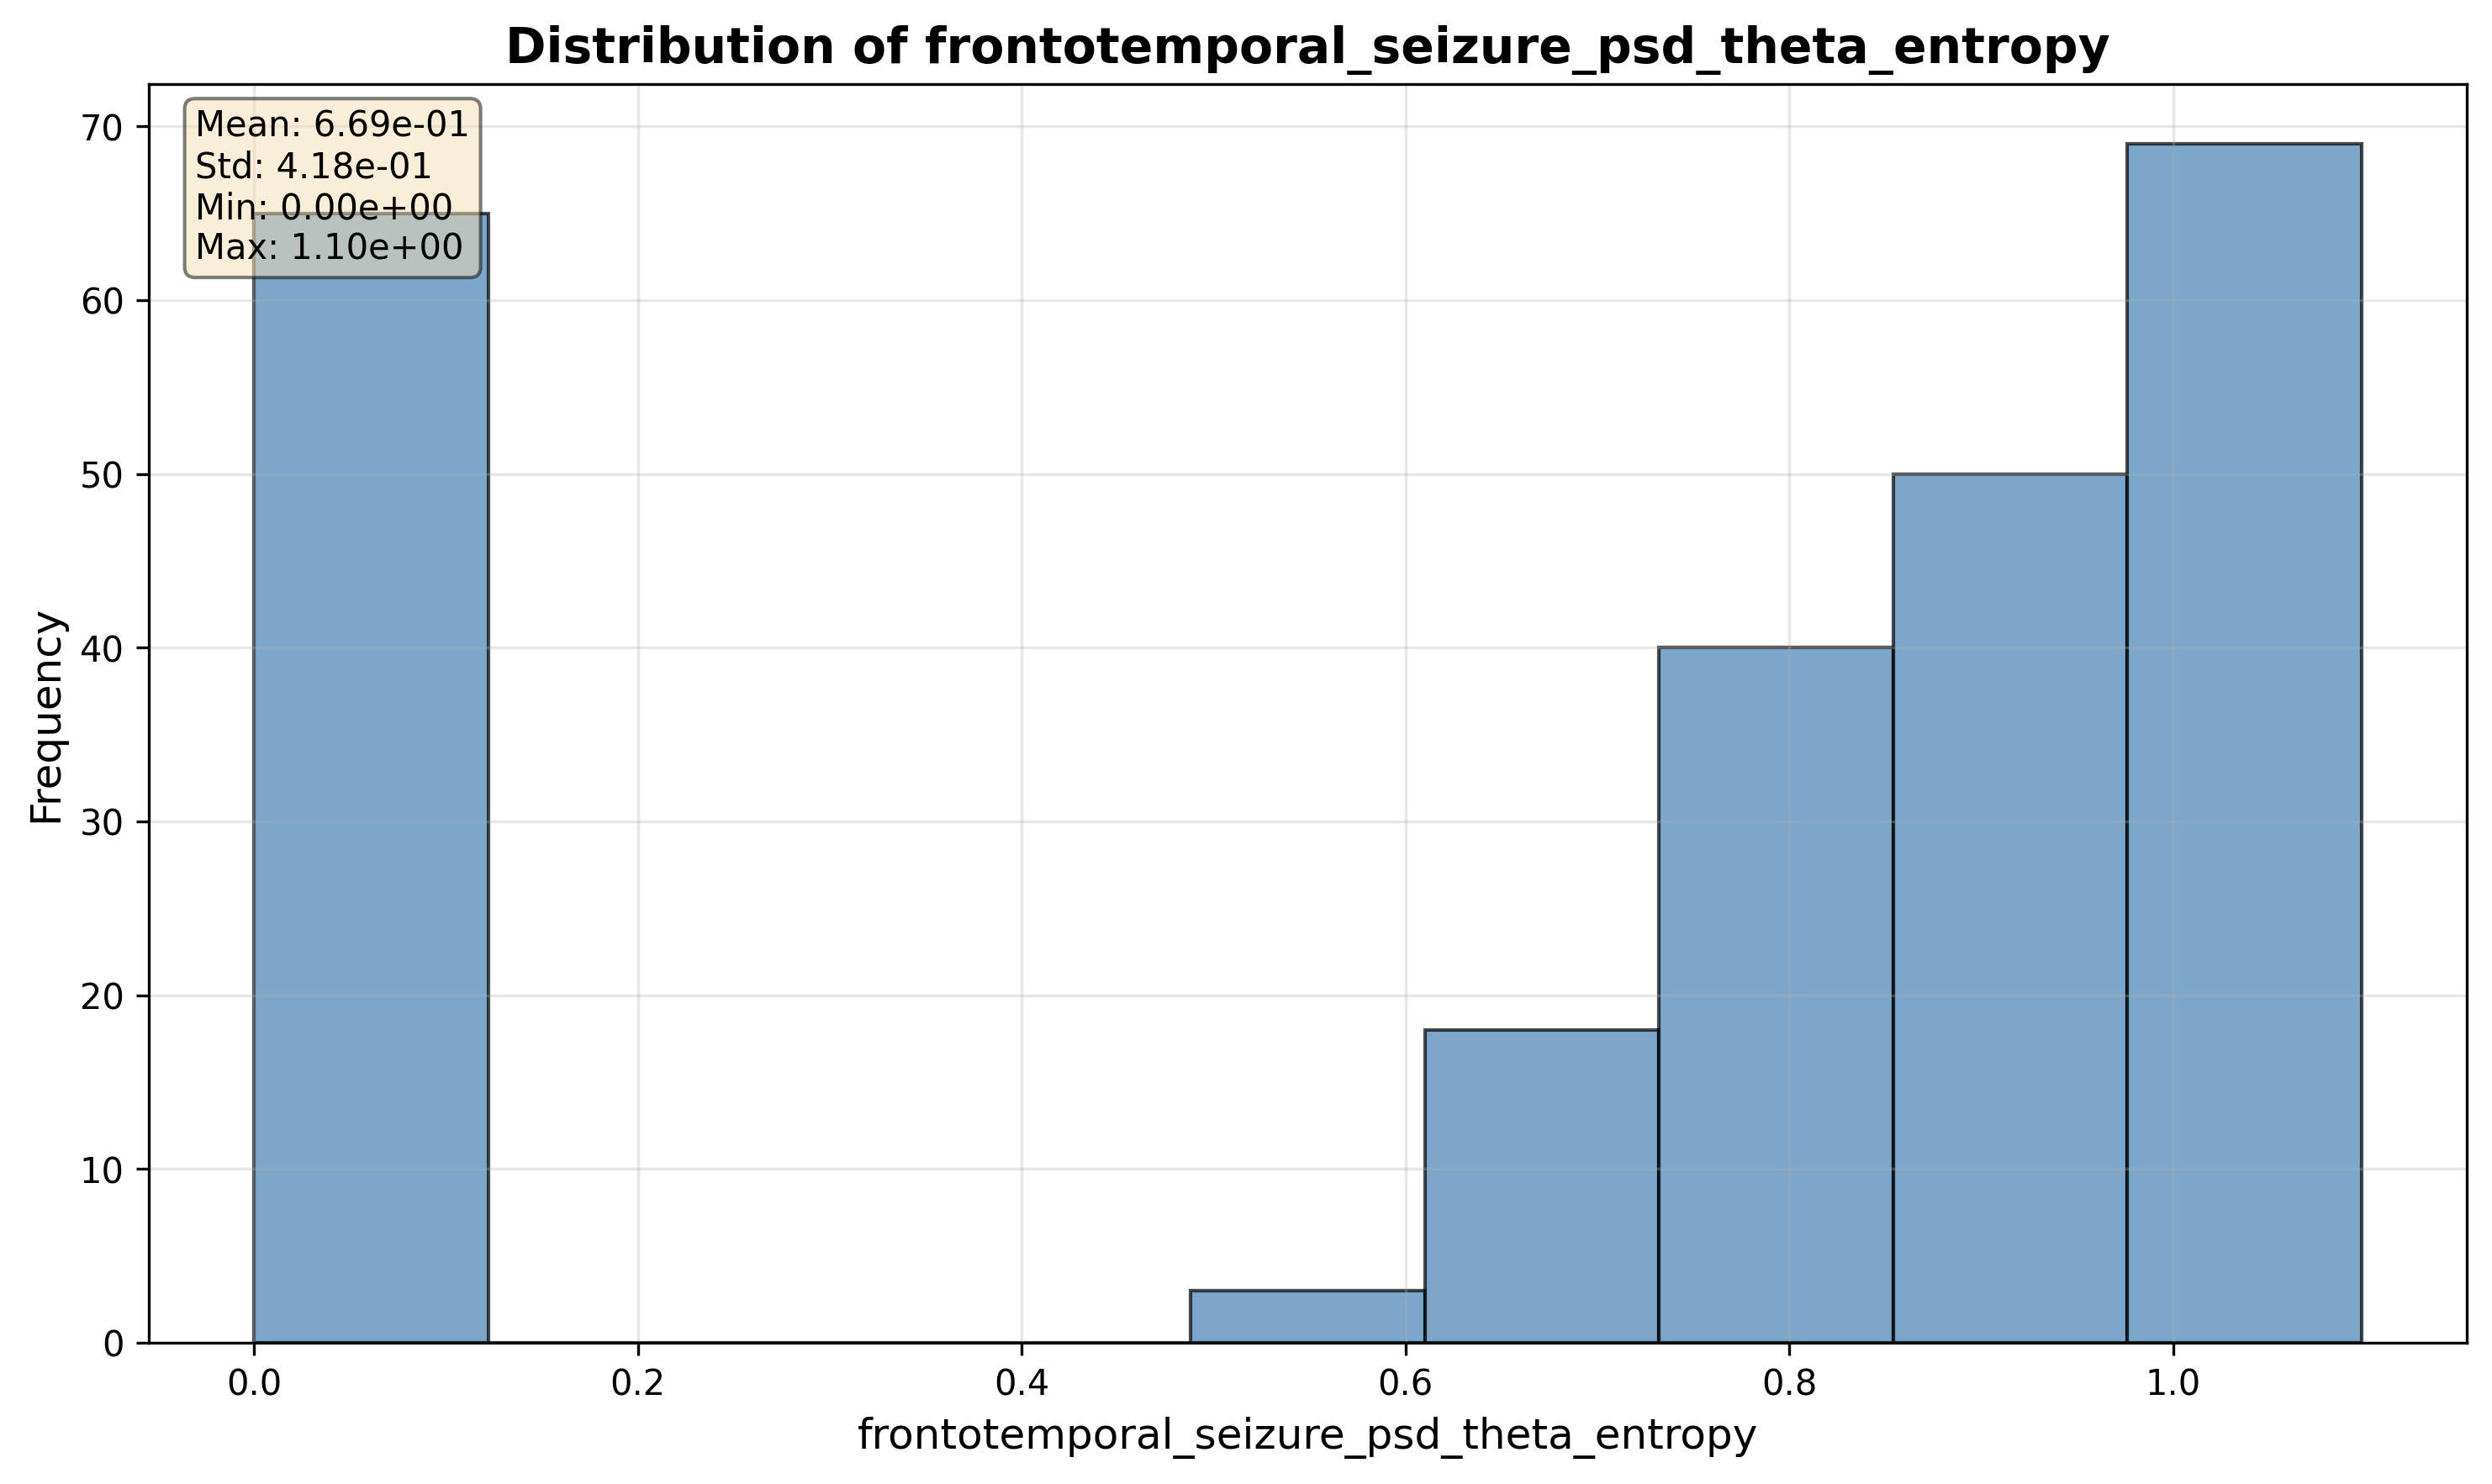 Distribution of frontotemporal_seizure_psd_theta_entropy
Mean: 6.69e-01
Std: 4.18e-01
Min: 0.00e+00
Max: 1.10e+00
70
60
50
40
30
20
10
0
Frequency
0.0 0.2 0.4 0.6 0.8 1.0
frontotemporal_seizure_psd_theta_entropy